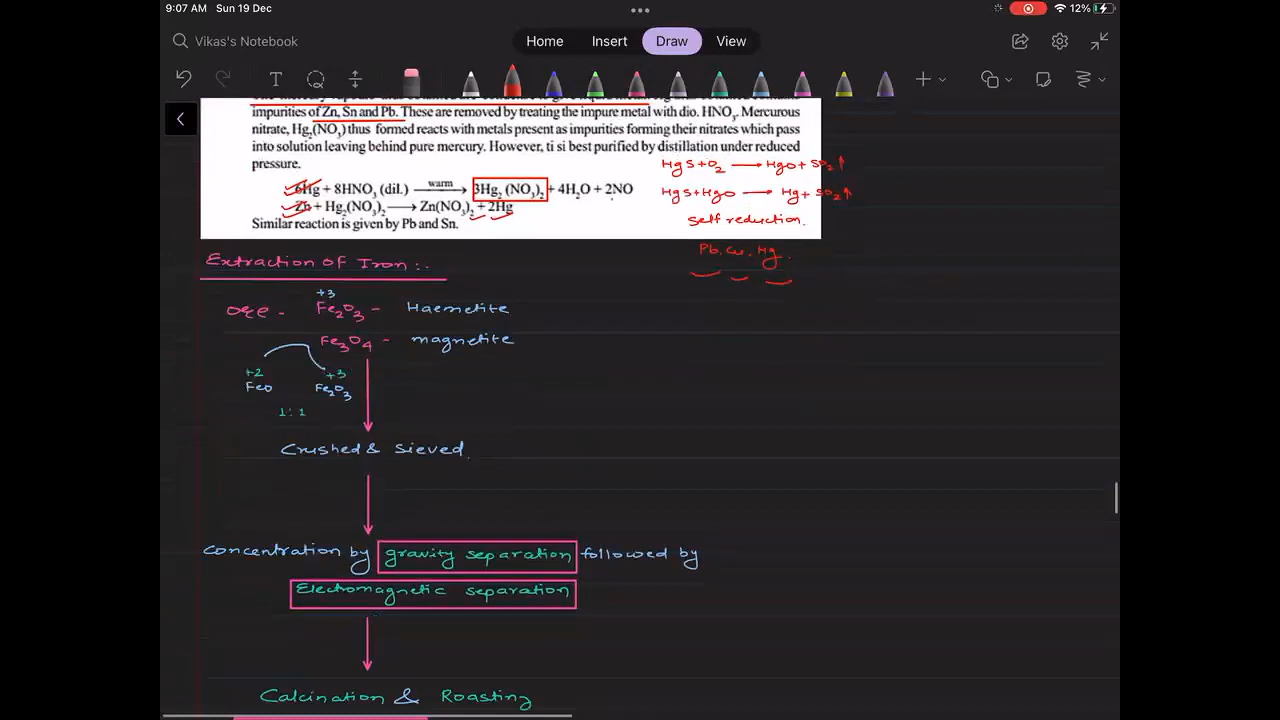 9:07 AM Sun 19 Dec
12%
Vikas's Notebook
Home Insert Draw View
impurities of Zn, Sn and Pb. These are removed by treating the impure metal with dio. HNO₃. Mercurous
nitrate, Hg₂(NO₃) thus formed reacts with metals present as impurities forming their nitrates which pass
into solution leaving behind pure mercury. However, ti si best purified by distillation under reduced
pressure.
HgS+O₂ ⟶ HgO+SO₂↑
6Hg + 8HNO₃ (dil.) —warm→ 3Hg₂ (NO₃)₂ + 4H₂O + 2NO
HgS+HgO ⟶ Hg+SO₂↑
Zn + Hg₂(NO₃)₂ ⟶ Zn(NO₃)₂ + 2Hg
Self reduction.
Similar reaction is given by Pb and Sn.
Pb. Cu. Hg.
Extraction of Iron :.
+3
ore - Fe₂O₃ - Haemetite
Fe₃O₄ - magnetite
+2 +3
FeO Fe₂O₃
1:1
Crushed & Sieved.
Concentration by gravity separation followed by
Electromagnetic separation
Calcination & Roasting